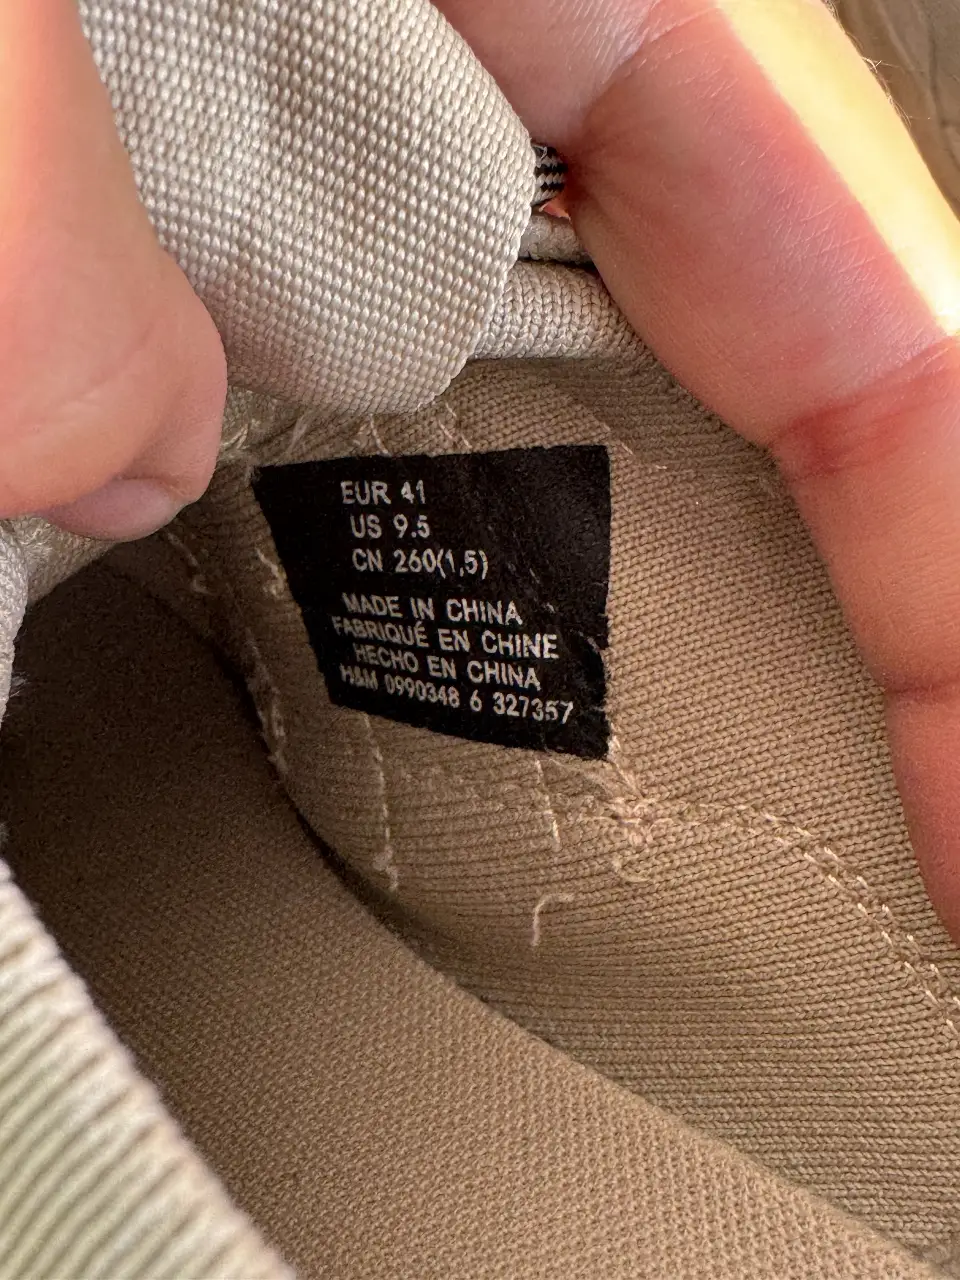 EUR 41
US 9.5
CN 260(1,5)
MADE IN CHINA
FABRIQUÉ EN CHINE
HECHO EN CHINA
H&M 0990348 6 327357